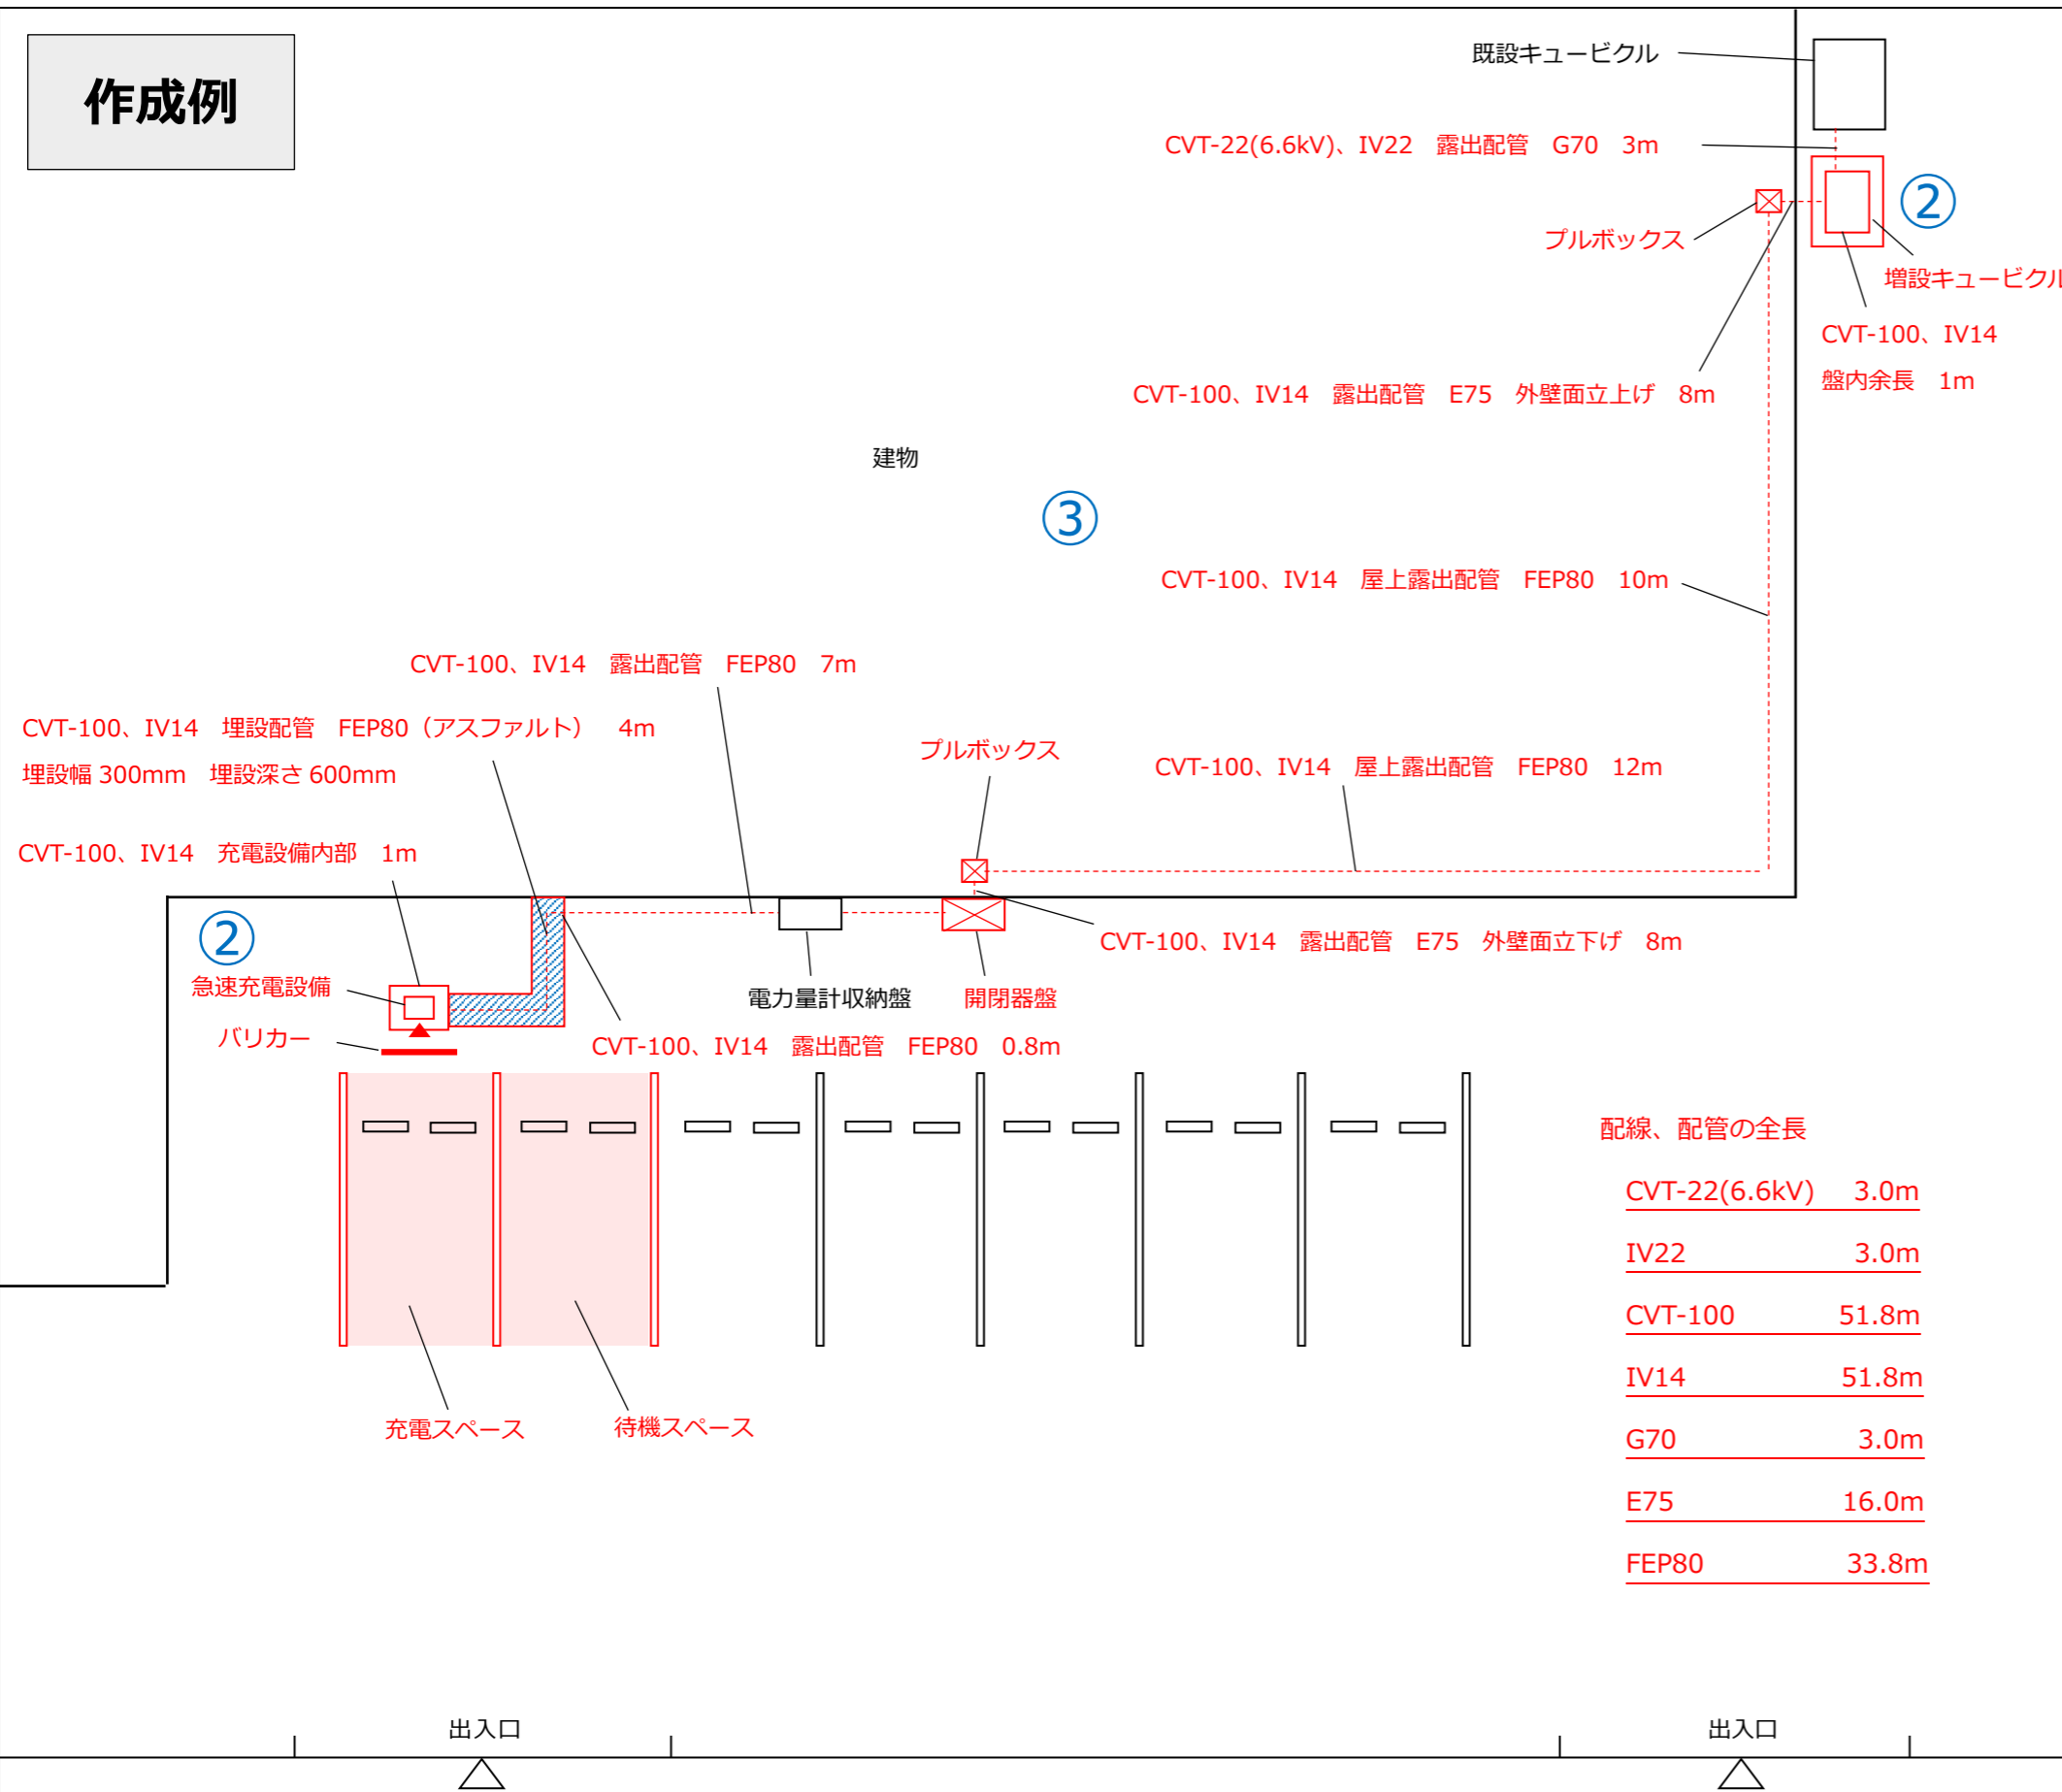 作成例
既設キュービクル
CVT-22(6.6kV)、IV22　露出配管　G70　3m
②
プルボックス
増設キュービクル
CVT-100、IV14
盤内余長　1m
CVT-100、IV14　露出配管　E75　外壁面立上げ　8m
建物
③
CVT-100、IV14　屋上露出配管　FEP80　10m
CVT-100、IV14　露出配管　FEP80　7m
CVT-100、IV14　埋設配管　FEP80（アスファルト）　4m
埋設幅 300mm　埋設深さ 600mm
プルボックス
CVT-100、IV14　屋上露出配管　FEP80　12m
CVT-100、IV14　充電設備内部　1m
②
CVT-100、IV14　露出配管　E75　外壁面立下げ　8m
急速充電設備
電力量計収納盤
開閉器盤
バリカー
CVT-100、IV14　露出配管　FEP80　0.8m
配線、配管の全長
CVT-22(6.6kV)　3.0m
IV22　3.0m
CVT-100　51.8m
IV14　51.8m
G70　3.0m
E75　16.0m
FEP80　33.8m
充電スペース
待機スペース
出入口
出入口